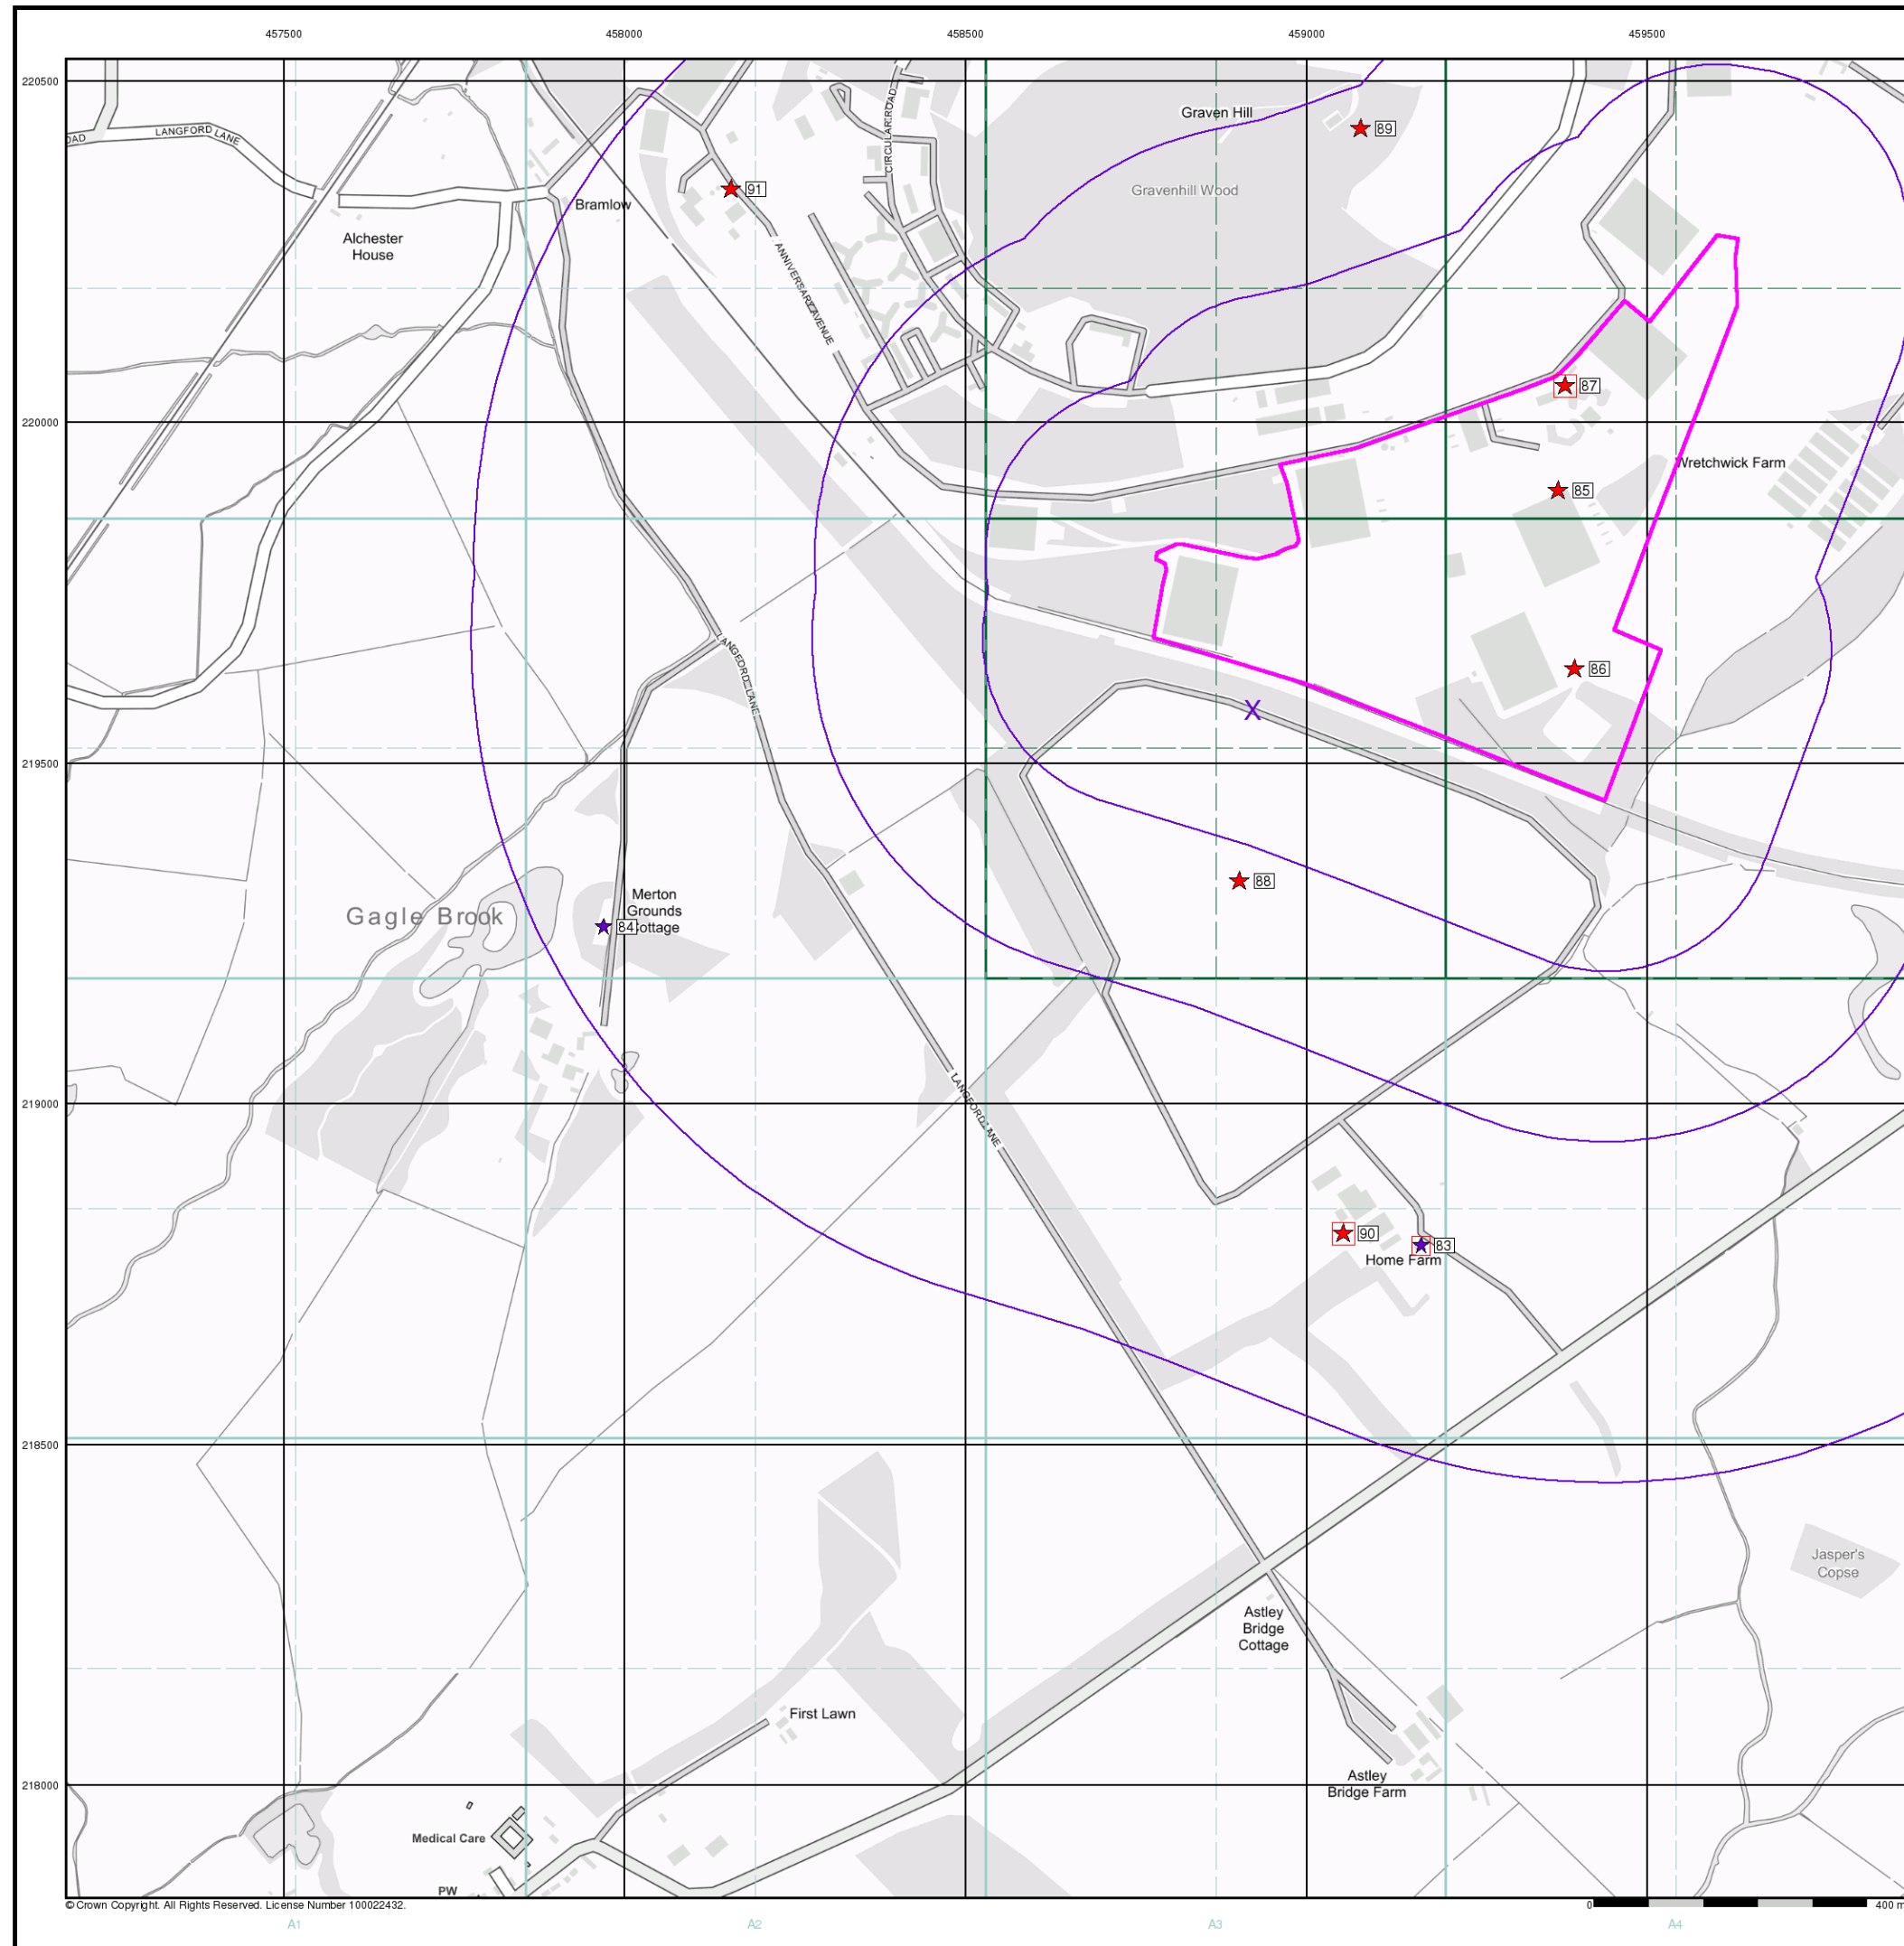 457500 458000 458500 459000 459500
220500
Graven Hill
89
LANGFORD LANE
OAD
CIRCULAR ROAD
91
Gravenhill Wood
Bramlow
Alchester
House
ANNIVERSARY AVENUE
87
220000
Wretchwick Farm
85
LANGFORD LANE
86
X
219500
88
Merton
Grounds
Cottage
Gagle Brook
84
219000
LANGFORD LANE
90
83
Home Farm
218500
Jasper's
Copse
Astley
Bridge
Cottage
First Lawn
218000
Astley
Bridge Farm
Medical Care
PW
© Crown Copyright. All Rights Reserved. License Number 100022432.
0 400 m
A1 A2 A3 A4